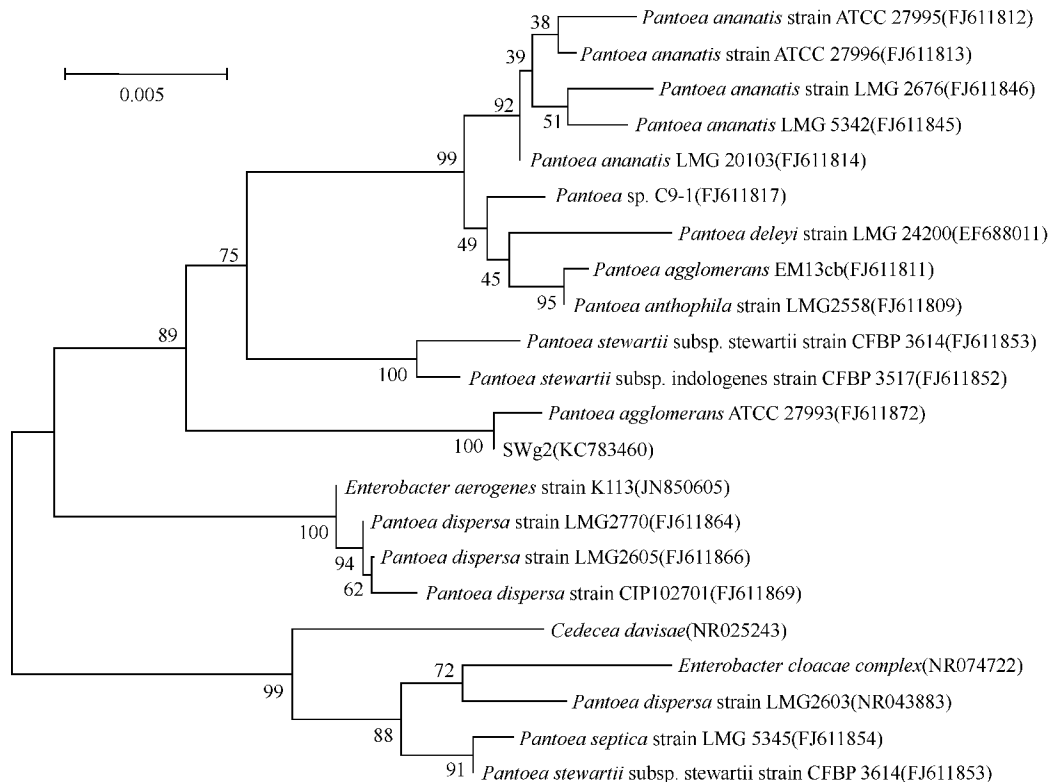 38
Pantoea ananatis strain ATCC 27995(FJ611812)
39
Pantoea ananatis strain ATCC 27996(FJ611813)
0.005
92
Pantoea ananatis strain LMG 2676(FJ611846)
51
Pantoea ananatis LMG 5342(FJ611845)
99
Pantoea ananatis LMG 20103(FJ611814)
Pantoea sp. C9-1(FJ611817)
49
Pantoea deleyi strain LMG 24200(EF688011)
75
45
Pantoea agglomerans EM13cb(FJ611811)
95
Pantoea anthophila strain LMG2558(FJ611809)
89
Pantoea stewartii subsp. stewartii strain CFBP 3614(FJ611853)
100
Pantoea stewartii subsp. indologenes strain CFBP 3517(FJ611852)
Pantoea agglomerans ATCC 27993(FJ611872)
100
SWg2(KC783460)
Enterobacter aerogenes strain K113(JN850605)
100
Pantoea dispersa strain LMG2770(FJ611864)
94
Pantoea dispersa strain LMG2605(FJ611866)
62
Pantoea dispersa strain CIP102701(FJ611869)
Cedecea davisae(NR025243)
99
72
Enterobacter cloacae complex(NR074722)
Pantoea dispersa strain LMG2603(NR043883)
88
Pantoea septica strain LMG 5345(FJ611854)
91
Pantoea stewartii subsp. stewartii strain CFBP 3614(FJ611853)